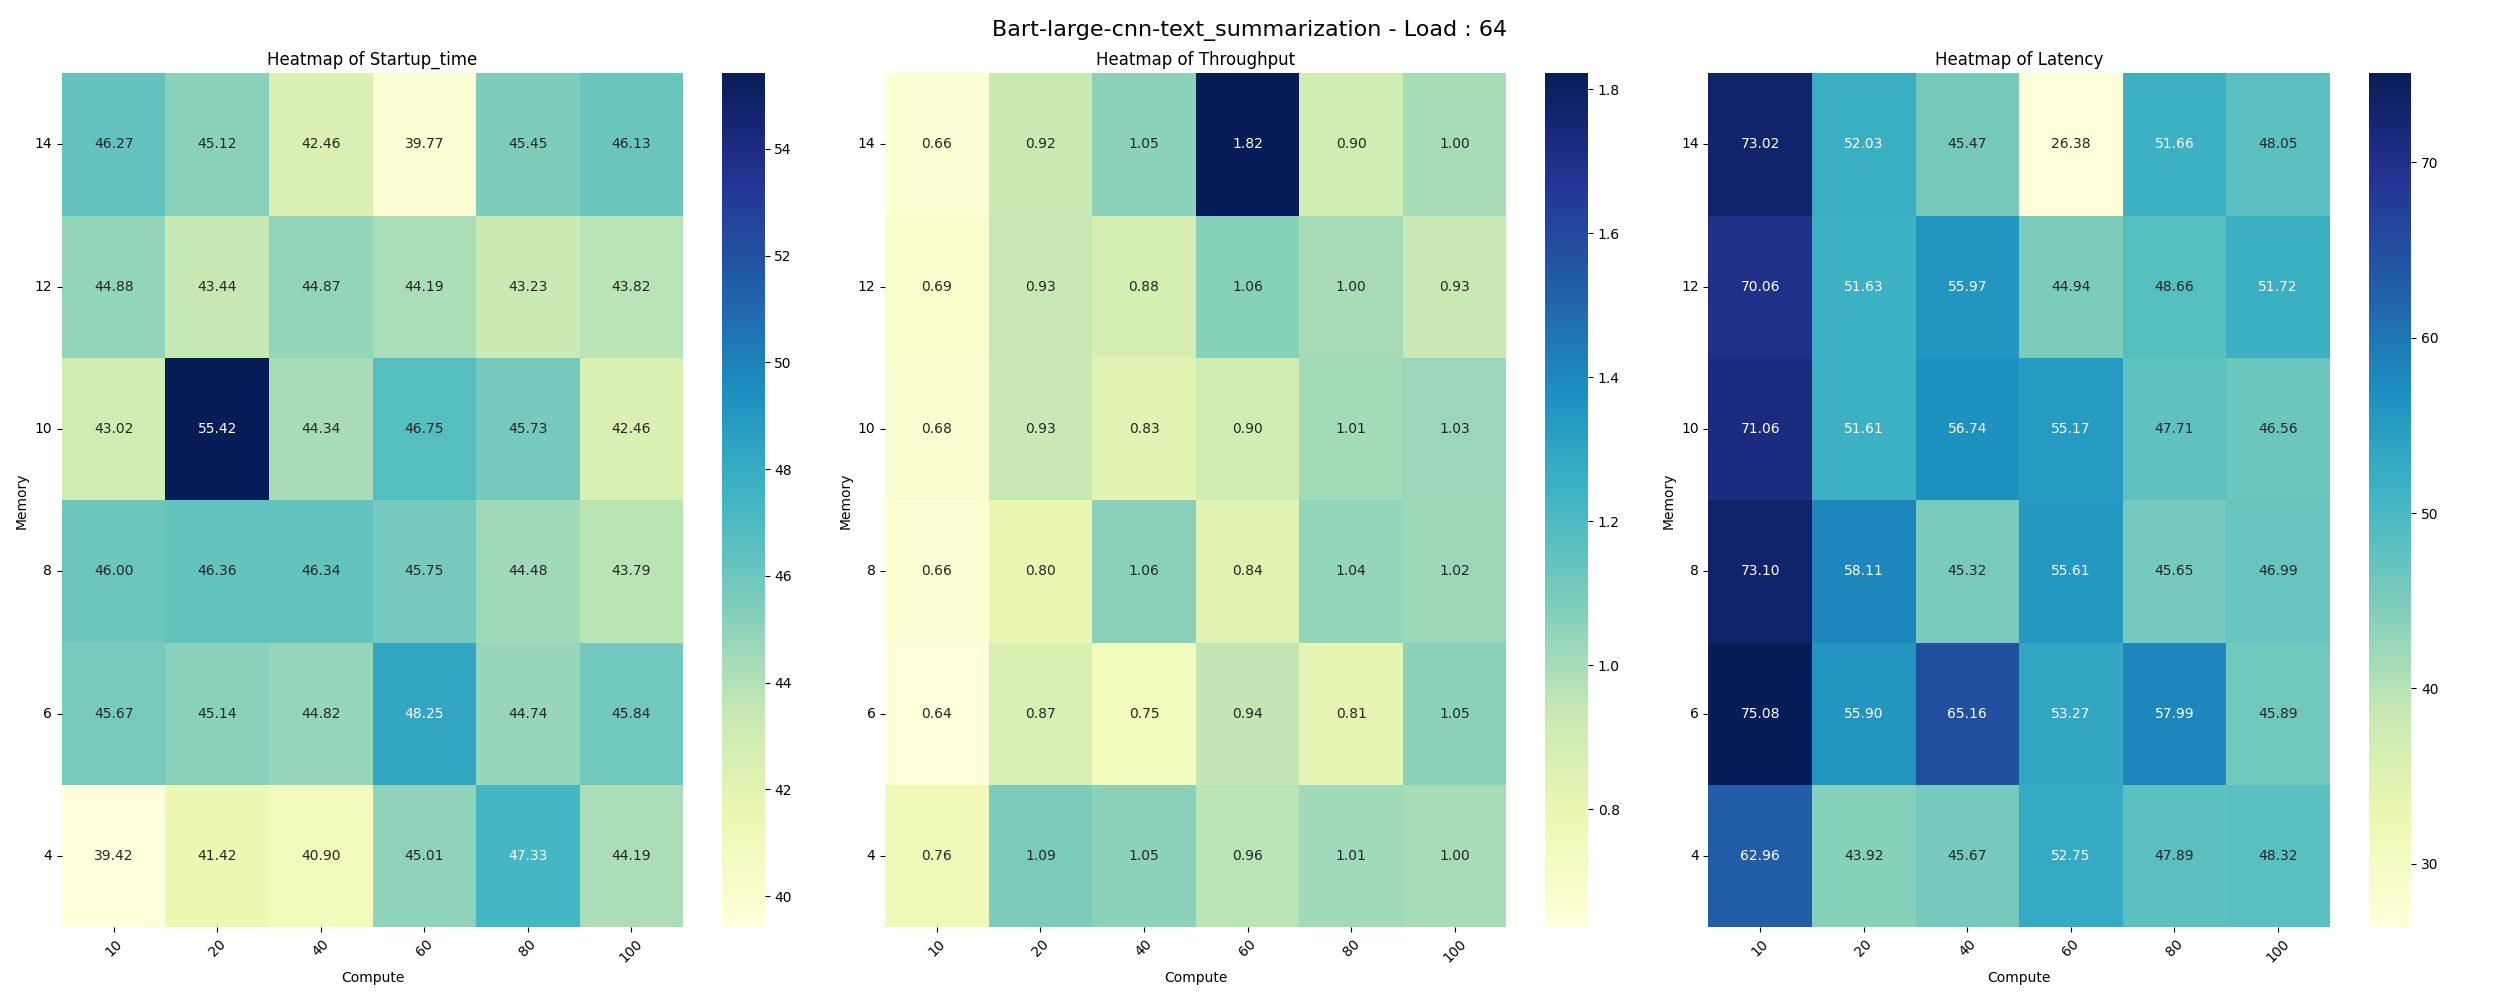 Bart-large-cnn-text_summarization - Load : 64
Heatmap of Startup_time
Memory
14 46.27 45.12 42.46 39.77 45.45 46.13
12 44.88 43.44 44.87 44.19 43.23 43.82
10 43.02 55.42 44.34 46.75 45.73 42.46
8 46.00 46.36 46.34 45.75 44.48 43.79
6 45.67 45.14 44.82 48.25 44.74 45.84
4 39.42 41.42 40.90 45.01 47.33 44.19
10 20 40 60 80 100
Compute
54
52
50
48
46
44
42
40
Heatmap of Throughput
Memory
14 0.66 0.92 1.05 1.82 0.90 1.00
12 0.69 0.93 0.88 1.06 1.00 0.93
10 0.68 0.93 0.83 0.90 1.01 1.03
8 0.66 0.80 1.06 0.84 1.04 1.02
6 0.64 0.87 0.75 0.94 0.81 1.05
4 0.76 1.09 1.05 0.96 1.01 1.00
10 20 40 60 80 100
Compute
1.8
1.6
1.4
1.2
1.0
0.8
Heatmap of Latency
Memory
14 73.02 52.03 45.47 26.38 51.66 48.05
12 70.06 51.63 55.97 44.94 48.66 51.72
10 71.06 51.61 56.74 55.17 47.71 46.56
8 73.10 58.11 45.32 55.61 45.65 46.99
6 75.08 55.90 65.16 53.27 57.99 45.89
4 62.96 43.92 45.67 52.75 47.89 48.32
10 20 40 60 80 100
Compute
70
60
50
40
30